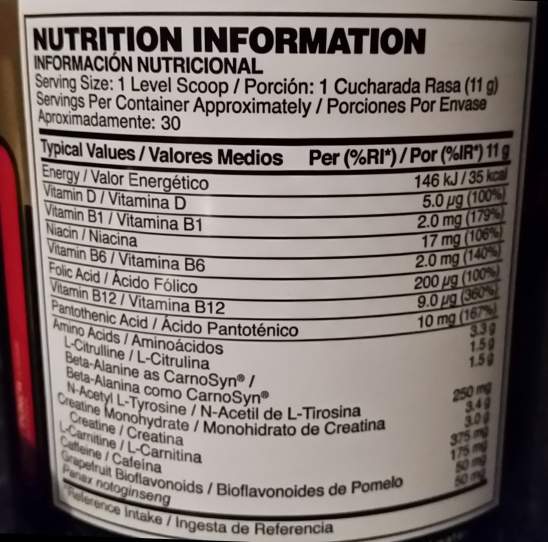 NUTRITION INFORMATION
INFORMACIÓN NUTRICIONAL
Serving Size: 1 Level Scoop / Porción: 1 Cucharada Rasa (11 g)
Servings Per Container Approximately / Porciones Por Envase
Aproximadamente: 30
Typical Values / Valores Medios Per (%RI*) / Por (%IR*) 11 g
Energy / Valor Energético 146 kJ / 35 kcal
Vitamin D / Vitamina D 5.0 µg (100%)
Vitamin B1 / Vitamina B1 2.0 mg (179%)
Niacin / Niacina 17 mg (106%)
Vitamin B6 / Vitamina B6 2.0 mg (140%)
Folic Acid / Ácido Fólico 200 µg (100%)
Vitamin B12 / Vitamina B12 9.0 µg (360%)
Pantothenic Acid / Ácido Pantoténico 10 mg (167%)
Amino Acids / Aminoácidos 3.3 g
L-Citrulline / L-Citrulina 1.5 g
Beta-Alanine as CarnoSyn® / 1.5 g
Beta-Alanina como CarnoSyn®
N-Acetyl L-Tyrosine / N-Acetil de L-Tirosina 250 mg
Creatine Monohydrate / Monohidrato de Creatina 3.4 g
Creatine / Creatina 3.0 g
L-Carnitine / L-Carnitina 375 mg
Caffeine / Cafeína 175 mg
Grapefruit Bioflavonoids / Bioflavonoides de Pomelo 50 mg
Panax notoginseng 50 mg
*Reference Intake / Ingesta de Referencia